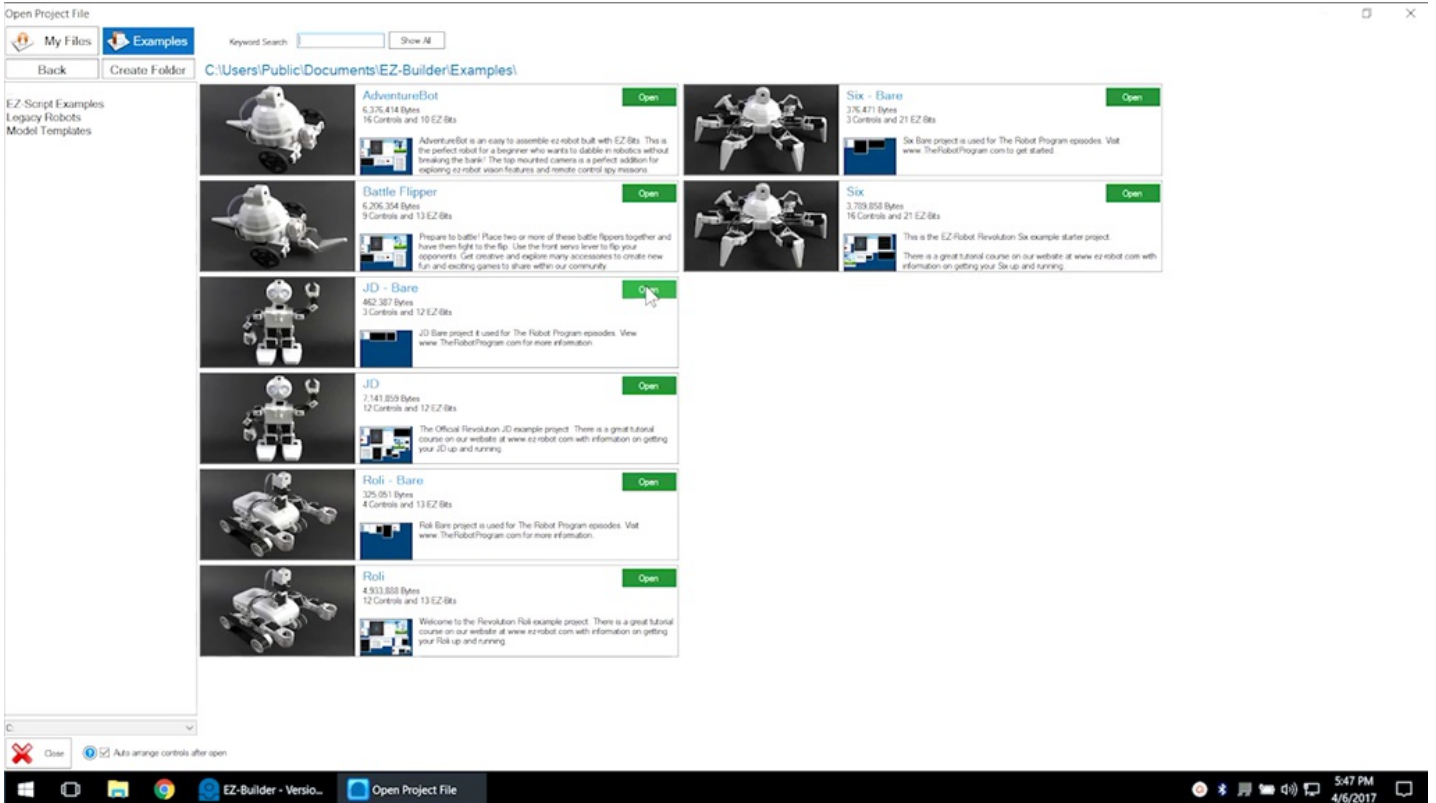 Open Project File
My Files
Examples
Keyword Search:
Show All
Back
Create Folder
C:\Users\Public\Documents\EZ-Builder\Examples\
EZ-Script Examples
Legacy Robots
Model Templates
AdventureBot
Open
6,376,414 Bytes
16 Controls and 10 EZ-Bits
AdventureBot is an easy to assemble ez-robot built with EZ-Bits. This is
the perfect robot for a beginner who wants to dabble in robotics without
breaking the bank! The top mounted camera is a perfect addition for
exploring ez-robot vision features and remote control spy missions
Battle Flipper
Open
6,206,354 Bytes
9 Controls and 13 EZ-Bits
Prepare to battle! Place two or more of these battle flippers together and
have them fight to the flip. Use the front servo lever to flip your
opponents. Get creative and explore many accessories to create new
fun and exciting games to share within our community
JD - Bare
Open
462,387 Bytes
3 Controls and 12 EZ-Bits
JD Bare project it used for The Robot Program episodes. View
www.TheRobotProgram.com for more information.
JD
Open
7,141,859 Bytes
12 Controls and 12 EZ-Bits
The Official Revolution JD example project. There is a great tutorial
course on our website at www.ez-robot.com with information on getting
your JD up and running
Roli - Bare
Open
325,051 Bytes
4 Controls and 13 EZ-Bits
Roli Bare project is used for The Robot Program episodes. Visit
www.TheRobotProgram.com for more information.
Roli
Open
4,933,888 Bytes
12 Controls and 13 EZ-Bits
Welcome to the Revolution Roli example project. There is a great tutorial
course on our website at www.ez-robot.com with information on getting
your Roli up and running
Six - Bare
Open
376,471 Bytes
3 Controls and 21 EZ-Bits
Six Bare project is used for The Robot Program episodes. Visit
www.TheRobotProgram.com to get started
Six
Open
3,789,858 Bytes
16 Controls and 21 EZ-Bits
This is the EZ-Robot Revolution Six example starter project.
There is a great tutorial course on our website at www.ez-robot.com with
information on getting your Six up and running.
C:
Close
Auto arrange controls after open
EZ-Builder - Versio...
Open Project File
5:47 PM
4/6/2017